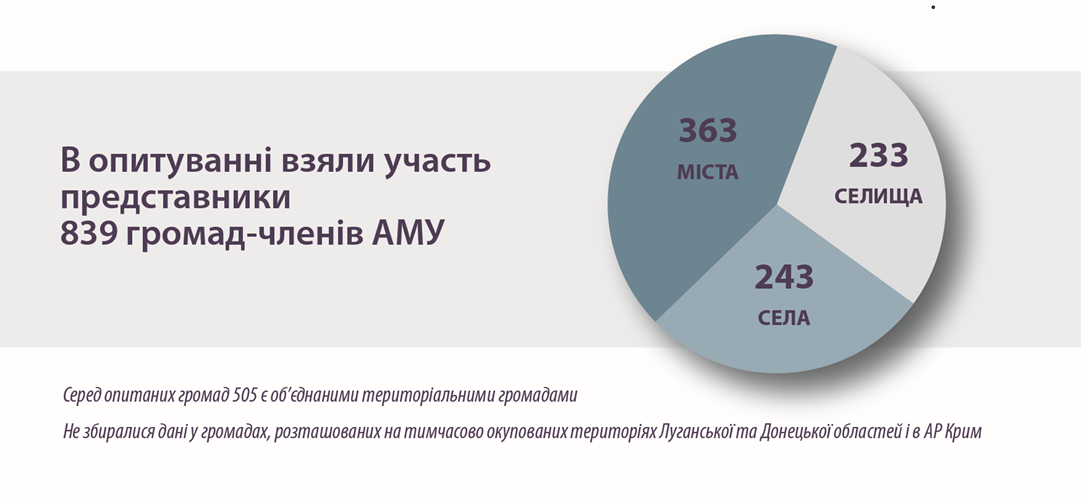 В опитуванні взяли участь
представники
839 громад-членів АМУ
363
МІСТА
233
СЕЛИЩА
243
СЕЛА
Серед опитаних громад 505 є об’єднаними територіальними громадами
Не збиралися дані у громадах, розташованих на тимчасово окупованих територіях Луганської та Донецької областей і в АР Крим